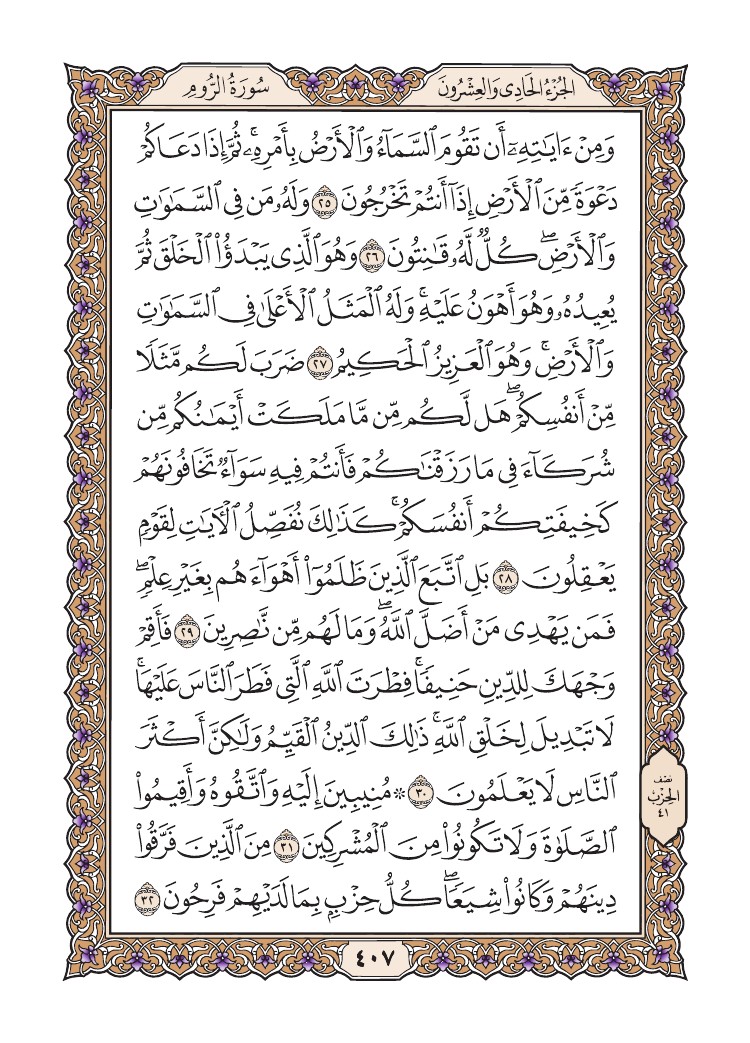 الجُزْءُ الحَادِي وَالعِشْرُونَ
سُورَةُ الرُّومِ
وَمِنْ ءَايَٰتِهِۦٓ أَن تَقُومَ ٱلسَّمَآءُ وَٱلْأَرْضُ بِأَمْرِهِۦ ۚ ثُمَّ إِذَا دَعَاكُمْ
دَعْوَةً مِّنَ ٱلْأَرْضِ إِذَآ أَنتُمْ تَخْرُجُونَ ٢٥ وَلَهُۥ مَن فِى ٱلسَّمَٰوَٰتِ
وَٱلْأَرْضِ ۖ كُلٌّ لَّهُۥ قَٰنِتُونَ ٢٦ وَهُوَ ٱلَّذِى يَبْدَؤُا۟ ٱلْخَلْقَ ثُمَّ
يُعِيدُهُۥ وَهُوَ أَهْوَنُ عَلَيْهِ ۚ وَلَهُ ٱلْمَثَلُ ٱلْأَعْلَىٰ فِى ٱلسَّمَٰوَٰتِ
وَٱلْأَرْضِ ۚ وَهُوَ ٱلْعَزِيزُ ٱلْحَكِيمُ ٢٧ ضَرَبَ لَكُم مَّثَلًا
مِّنْ أَنفُسِكُمْ ۖ هَل لَّكُم مِّن مَّا مَلَكَتْ أَيْمَٰنُكُم مِّن
شُرَكَآءَ فِى مَا رَزَقْنَٰكُمْ فَأَنتُمْ فِيهِ سَوَآءٌ تَخَافُونَهُمْ
كَخِيفَتِكُمْ أَنفُسَكُمْ ۚ كَذَٰلِكَ نُفَصِّلُ ٱلْءَايَٰتِ لِقَوْمٍ
يَعْقِلُونَ ٢٨ بَلِ ٱتَّبَعَ ٱلَّذِينَ ظَلَمُوٓا۟ أَهْوَآءَهُم بِغَيْرِ عِلْمٍ ۖ
فَمَن يَهْدِى مَنْ أَضَلَّ ٱللَّهُ ۖ وَمَا لَهُم مِّن نَّٰصِرِينَ ٢٩ فَأَقِمْ
وَجْهَكَ لِلدِّينِ حَنِيفًا ۚ فِطْرَتَ ٱللَّهِ ٱلَّتِى فَطَرَ ٱلنَّاسَ عَلَيْهَا ۚ
لَا تَبْدِيلَ لِخَلْقِ ٱللَّهِ ۚ ذَٰلِكَ ٱلدِّينُ ٱلْقَيِّمُ وَلَٰكِنَّ أَكْثَرَ
ٱلنَّاسِ لَا يَعْلَمُونَ ٣٠ ۞ مُنِيبِينَ إِلَيْهِ وَٱتَّقُوهُ وَأَقِيمُوا۟
ٱلصَّلَوٰةَ وَلَا تَكُونُوا۟ مِنَ ٱلْمُشْرِكِينَ ٣١ مِنَ ٱلَّذِينَ فَرَّقُوا۟
دِينَهُمْ وَكَانُوا۟ شِيَعًا ۖ كُلُّ حِزْبٍۭ بِمَا لَدَيْهِمْ فَرِحُونَ ٣٢
نصف
الحِزْبِ
٤١
٤٠٧